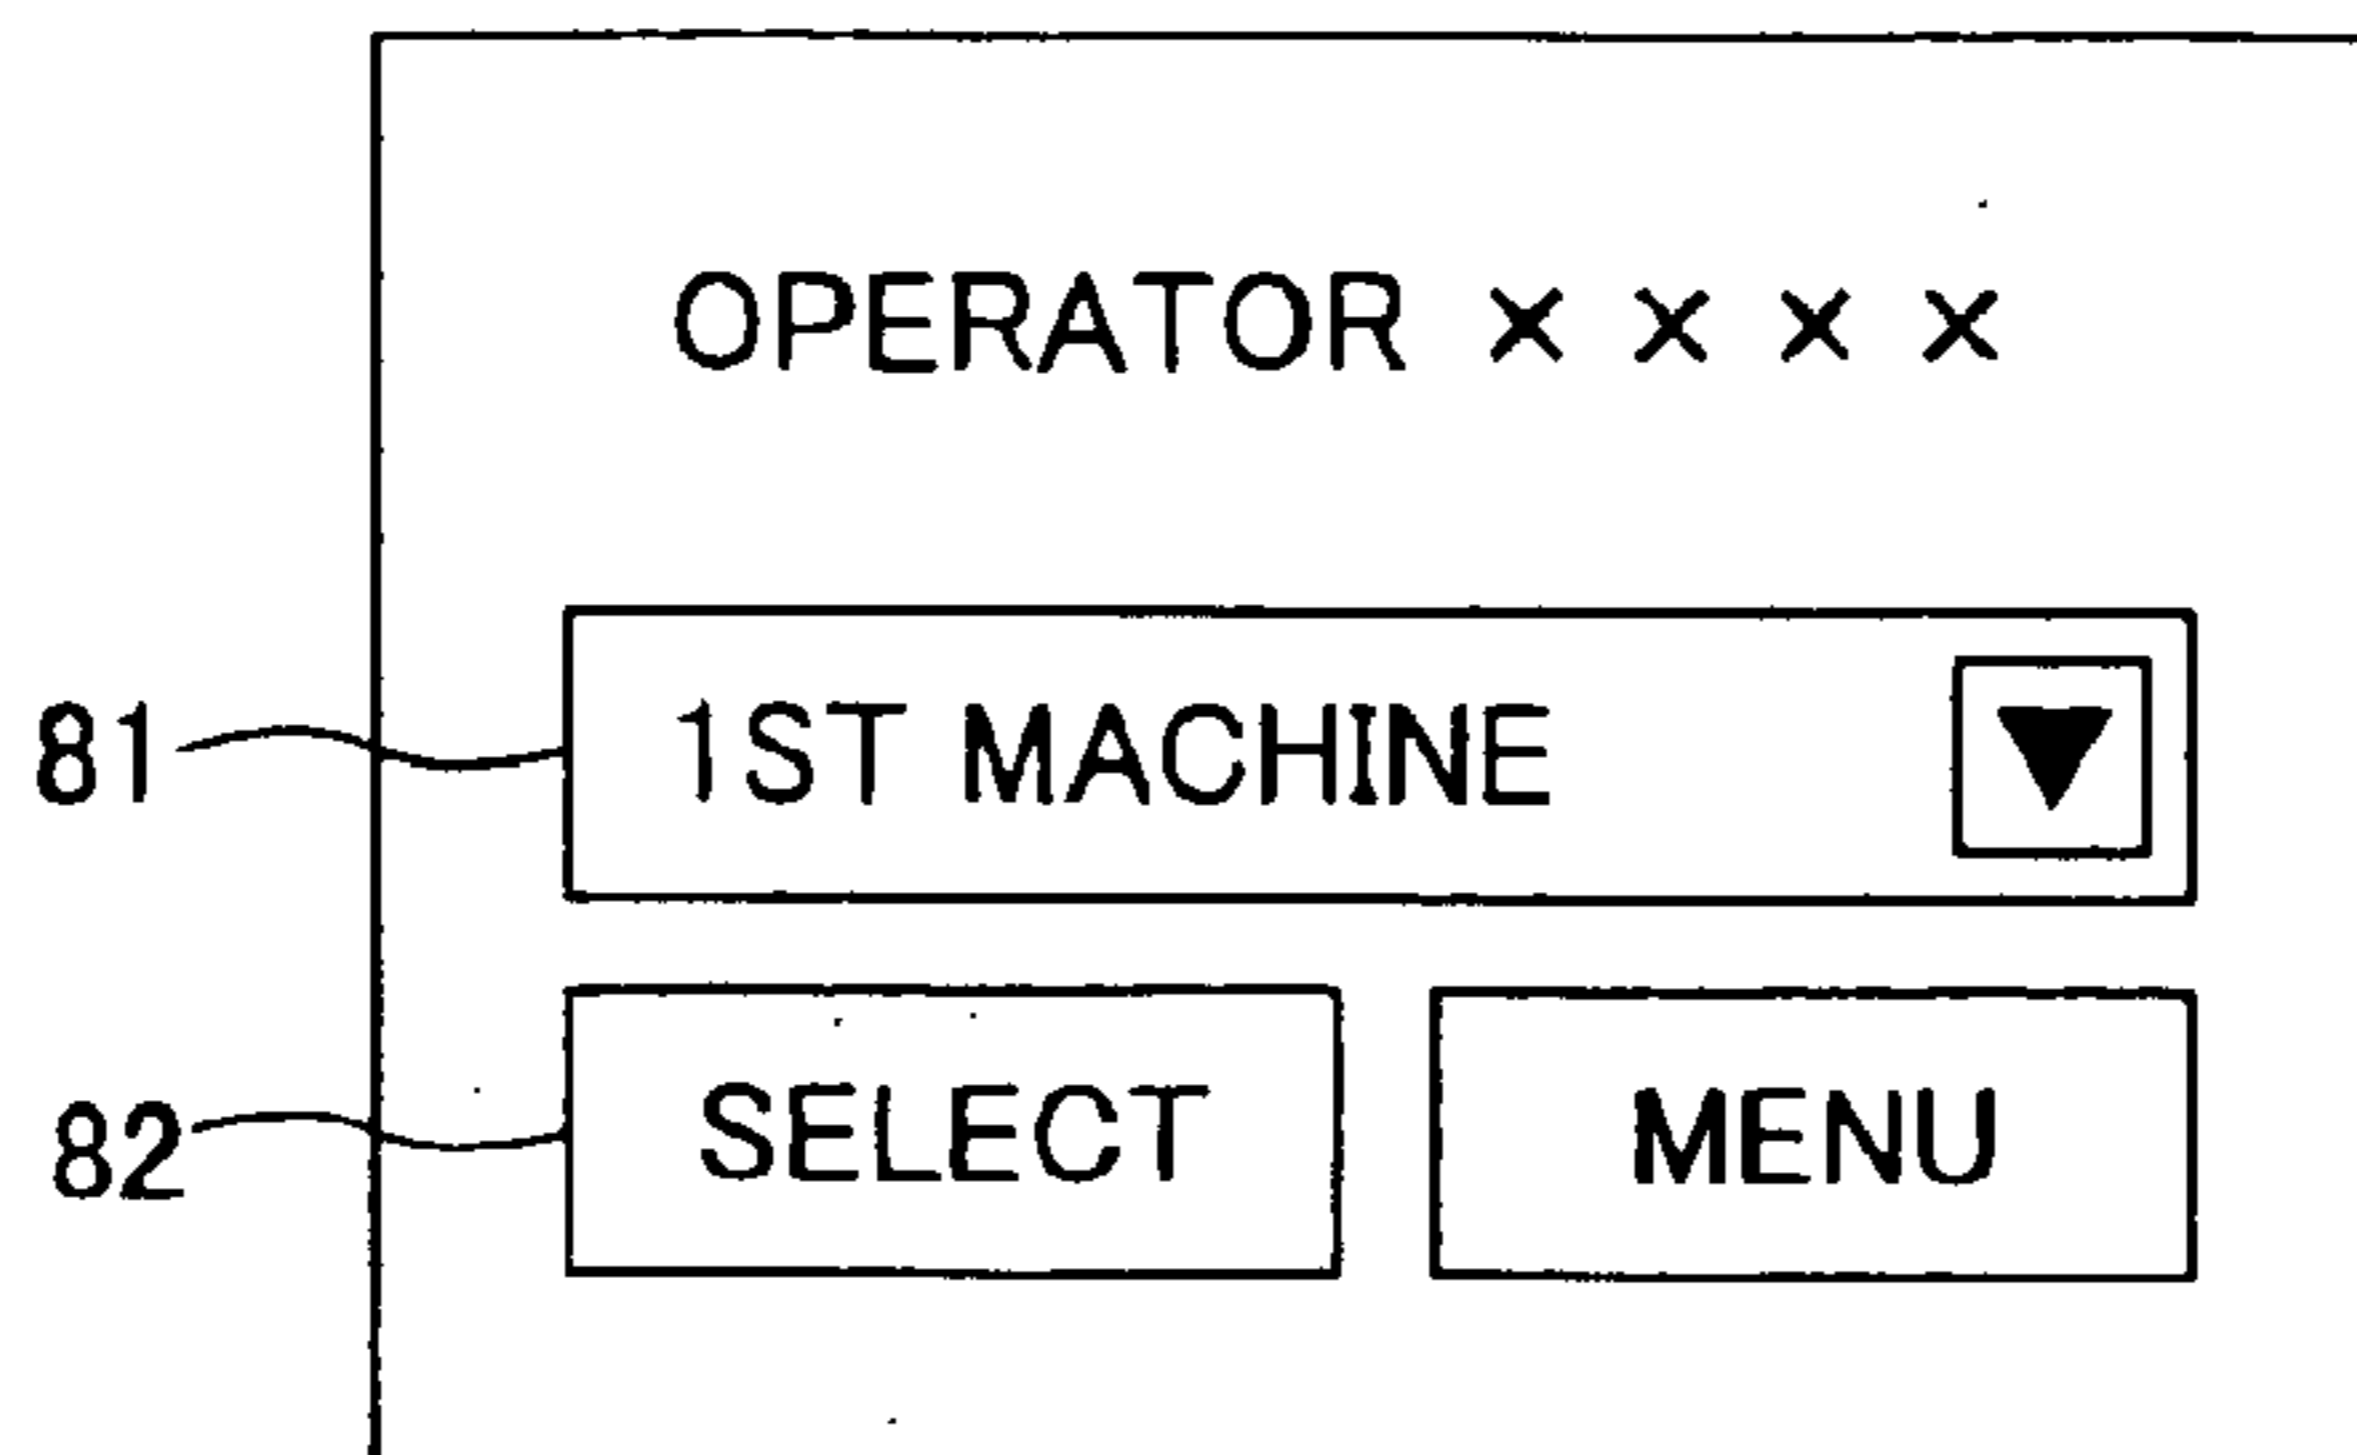 OPERATOR × × × ×
81 1ST MACHINE ▼
82 SELECT MENU